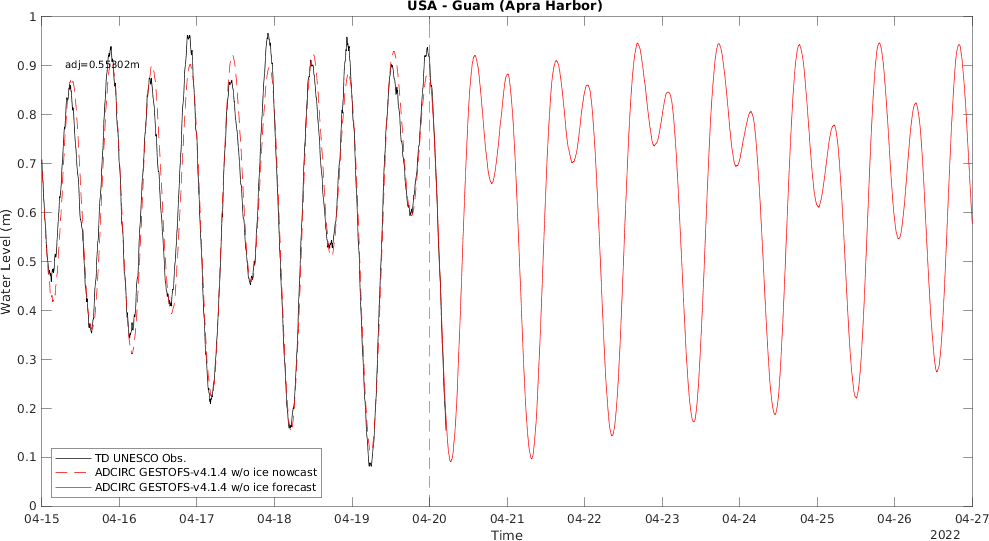 USA - Guam (Apra Harbor)
1
0.9
0.8
0.7
0.6
0.5
0.4
0.3
0.2
0.1
0
Water Level (m)
adj=0.55302m
TD UNESCO Obs.
ADCIRC GESTOFS-v4.1.4 w/o ice nowcast
ADCIRC GESTOFS-v4.1.4 w/o ice forecast
04-15 04-16 04-17 04-18 04-19 04-20 04-21 04-22 04-23 04-24 04-25 04-26 04-27
Time
2022